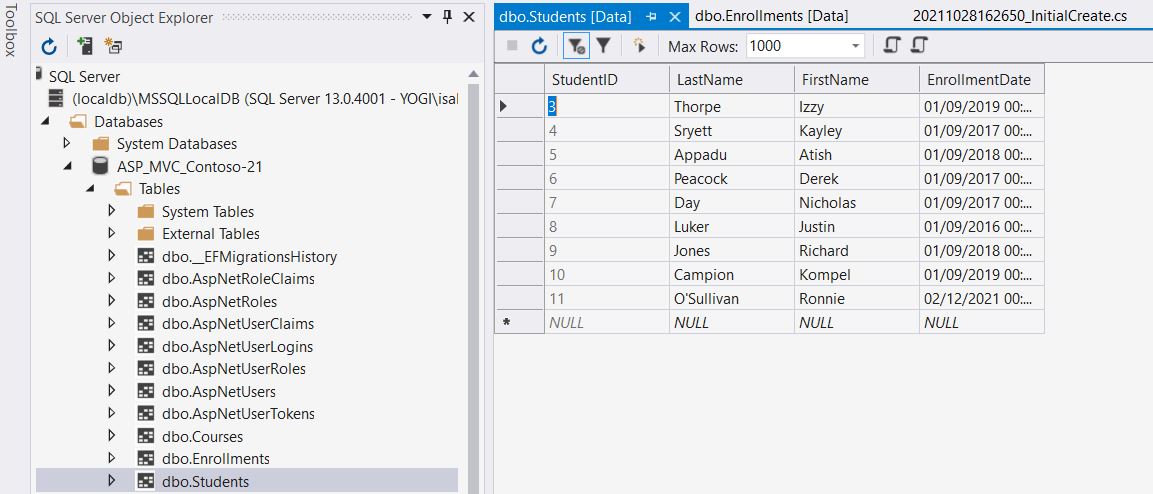 Toolbox
SQL Server Object Explorer
SQL Server
(localdb)\MSSQLLocalDB (SQL Server 13.0.4001 - YOGI\isal
Databases
System Databases
ASP_MVC_Contoso-21
Tables
System Tables
External Tables
dbo.__EFMigrationsHistory
dbo.AspNetRoleClaims
dbo.AspNetRoles
dbo.AspNetUserClaims
dbo.AspNetUserLogins
dbo.AspNetUserRoles
dbo.AspNetUsers
dbo.AspNetUserTokens
dbo.Courses
dbo.Enrollments
dbo.Students
dbo.Students [Data] dbo.Enrollments [Data] 20211028162650_InitialCreate.cs
Max Rows: 1000
StudentID LastName FirstName EnrollmentDate
3 Thorpe Izzy 01/09/2019 00:...
4 Sryett Kayley 01/09/2017 00:...
5 Appadu Atish 01/09/2018 00:...
6 Peacock Derek 01/09/2017 00:...
7 Day Nicholas 01/09/2017 00:...
8 Luker Justin 01/09/2016 00:...
9 Jones Richard 01/09/2018 00:...
10 Campion Kompel 01/09/2019 00:...
11 O'Sullivan Ronnie 02/12/2021 00:...
* NULL NULL NULL NULL